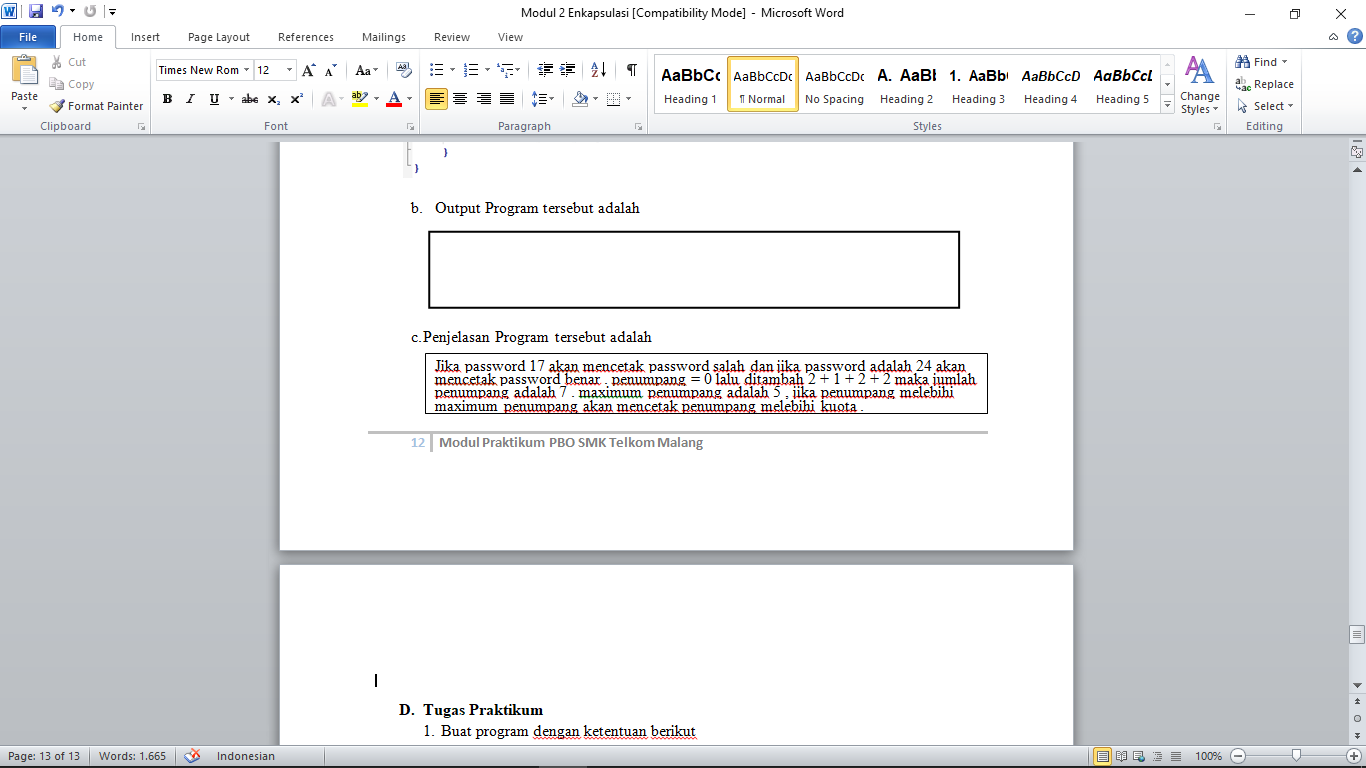 Modul 2 Enkapsulasi [Compatibility Mode] - Microsoft Word
File Home Insert Page Layout References Mailings Review View
Paste
Cut
Copy
Format Painter
Clipboard
Times New Rom 12
Font
Paragraph
AaBbCc AaBbCcDc AaBbCcDc A. AaBb 1. AaBb AaBbCcD AaBbCcL
Heading 1 ¶ Normal No Spacing Heading 2 Heading 3 Heading 4 Heading 5
Change Styles
Styles
Find
Replace
Select
Editing
}
}
b. Output Program tersebut adalah
c.Penjelasan Program tersebut adalah
Jika password 17 akan mencetak password salah dan jika password adalah 24 akan
mencetak password benar . penumpang = 0 lalu ditambah 2 + 1 + 2 + 2 maka jumlah
penumpang adalah 7 . maximum penumpang adalah 5 , jika penumpang melebihi
maximum penumpang akan mencetak penumpang melebihi kuota .
12 Modul Praktikum PBO SMK Telkom Malang
D. Tugas Praktikum
1. Buat program dengan ketentuan berikut
Page: 13 of 13 Words: 1.665 Indonesian 100%